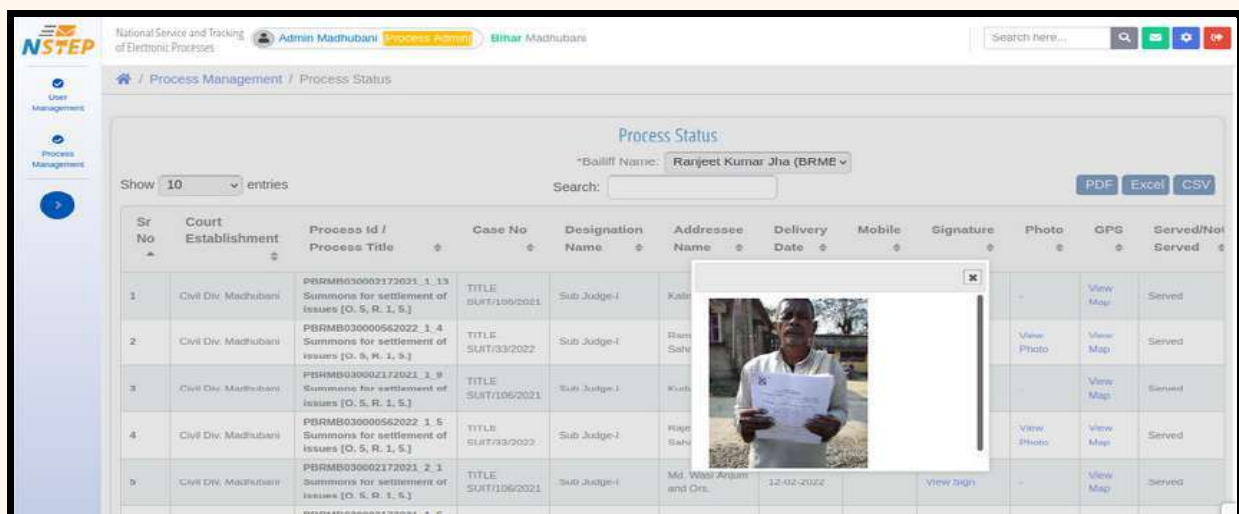 NSTEP
National Service and Tracking
of Electronic Processes
Admin Madhubani (Process Admin) Bihar Madhubani
Search here...
User
Management
Process
Management
/ Process Management / Process Status
Process Status
*Bailiff Name: Ranjeet Kumar Jha (BRME
Show 10 entries Search: PDF Excel CSV
Sr No Court Establishment Process Id / Process Title Case No Designation Name Addressee Name Delivery Date Mobile Signature Photo GPS Served/Not Served
1 Civil Div. Madhubani PBRMB030002172021_1_13 Summons for settlement of issues [O. 5, R. 1, 5.] TITLE SUIT/106/2021 Sub Judge-I - View Map Served
2 Civil Div. Madhubani PBRMB030000562022_1_4 Summons for settlement of issues [O. 5, R. 1, 5.] TITLE SUIT/33/2022 Sub Judge-I View Photo View Map Served
3 Civil Div. Madhubani PBRMB030002172021_1_9 Summons for settlement of issues [O. 5, R. 1, 5.] TITLE SUIT/106/2021 Sub Judge-I View Map Served
4 Civil Div. Madhubani PBRMB030000562022_1_5 Summons for settlement of issues [O. 5, R. 1, 5.] TITLE SUIT/33/2022 Sub Judge-I View Photo View Map Served
5 Civil Div. Madhubani PBRMB030002172021_2_1 Summons for settlement of issues [O. 5, R. 1, 5.] TITLE SUIT/106/2021 Sub Judge-I Md. Wasi Anjum and Ors. 12-02-2022 View Sign - View Map Served